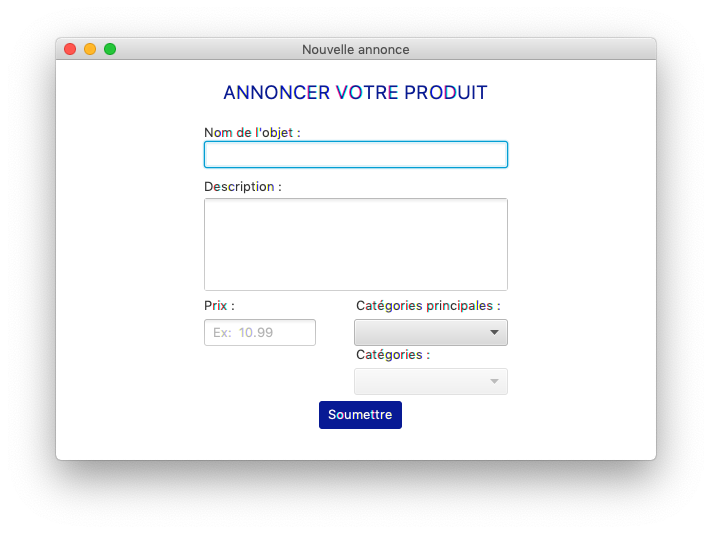 Nouvelle annonce
ANNONCER VOTRE PRODUIT
Nom de l'objet :
Description :
Prix :
Catégories principales :
Ex: 10.99
Catégories :
Soumettre